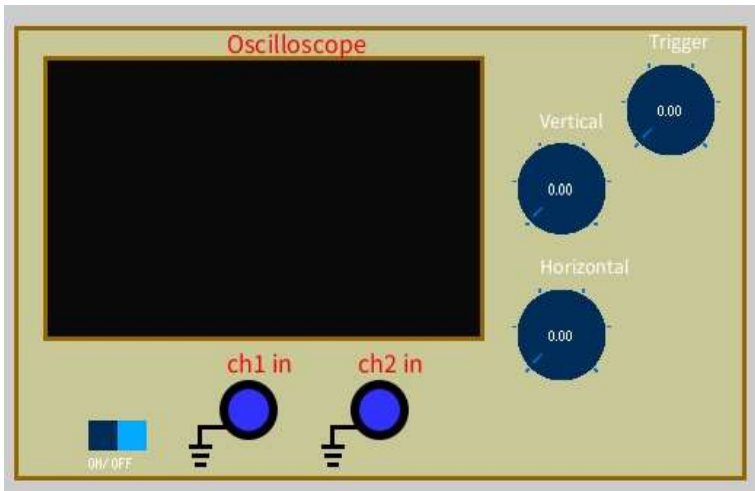 Oscilloscope
Trigger
0.00
Vertical
0.00
Horizontal
0.00
ch1 in
ch2 in
ON/OFF